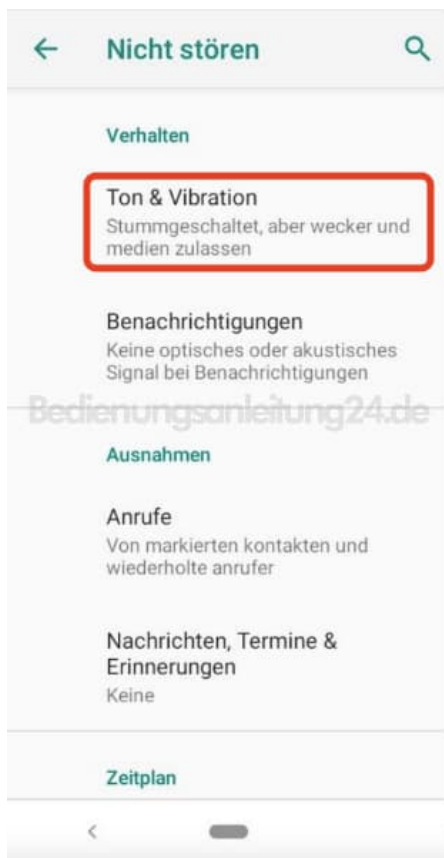 Nicht stören
Verhalten
Ton & Vibration
Stummgeschaltet, aber wecker und
medien zulassen
Benachrichtigungen
Keine optisches oder akustisches
Signal bei Benachrichtigungen
Bedienungsanleitung24.de
Ausnahmen
Anrufe
Von markierten kontakten und
wiederholte anrufer
Nachrichten, Termine &
Erinnerungen
Keine
Zeitplan